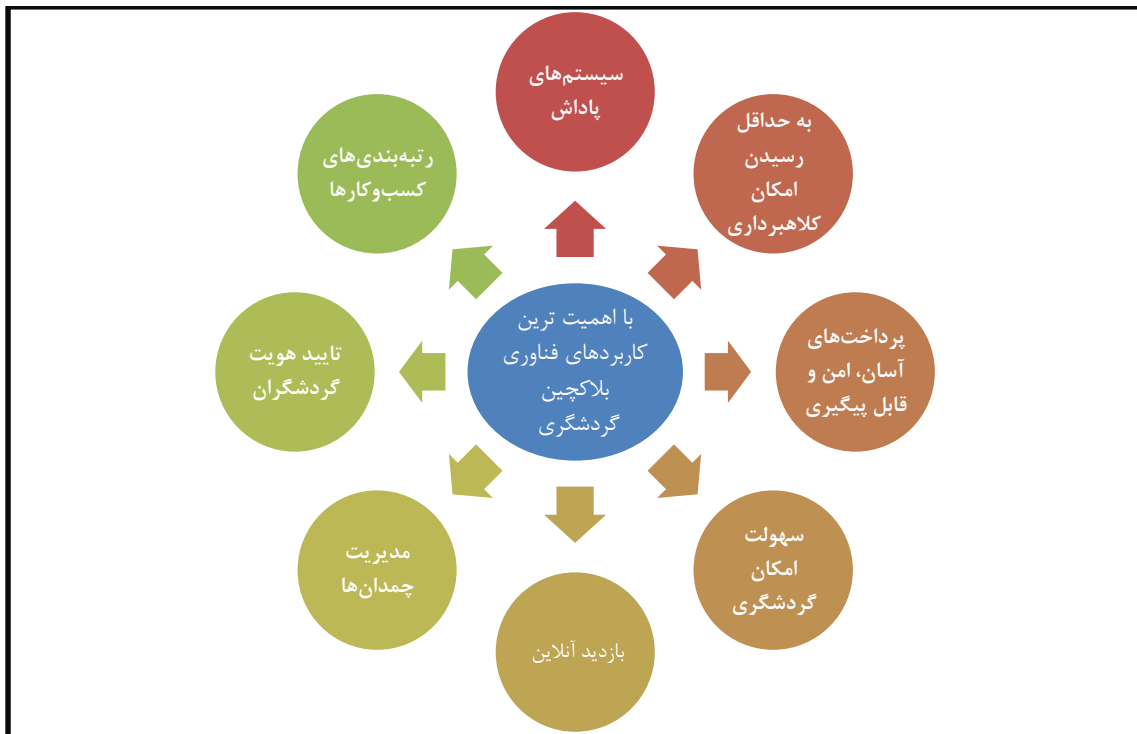 سیستم‌های
پاداش
به حداقل
رسیدن
امکان
کلاهبرداری
پرداخت‌های
آسان، امن و
قابل پیگیری
سهولت
امکان
گردشگری
بازدید آنلاین
مدیریت
چمدان‌ها
تایید هویت
گردشگران
رتبه‌بندی‌های
کسب‌وکارها
با اهمیت ترین
کاربردهای فناوری
بلاکچین
گردشگری